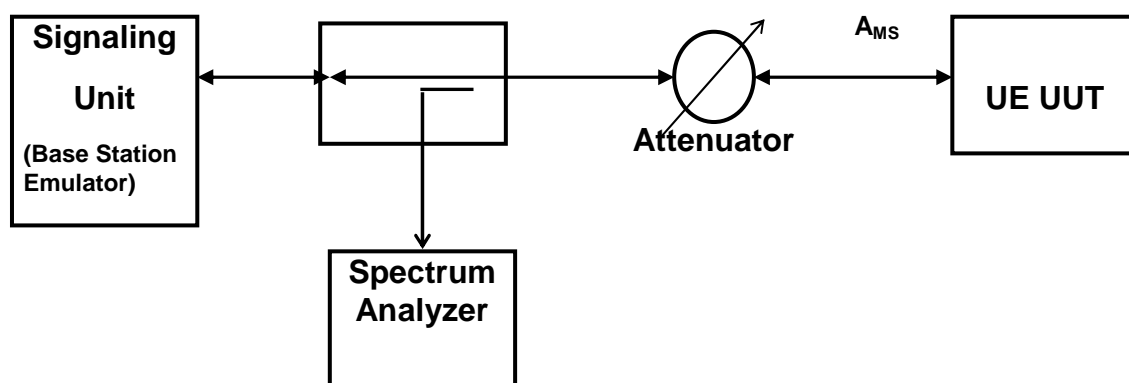 Signaling
Unit
(Base Station
Emulator)
AMS
Attenuator
UE UUT
Spectrum
Analyzer